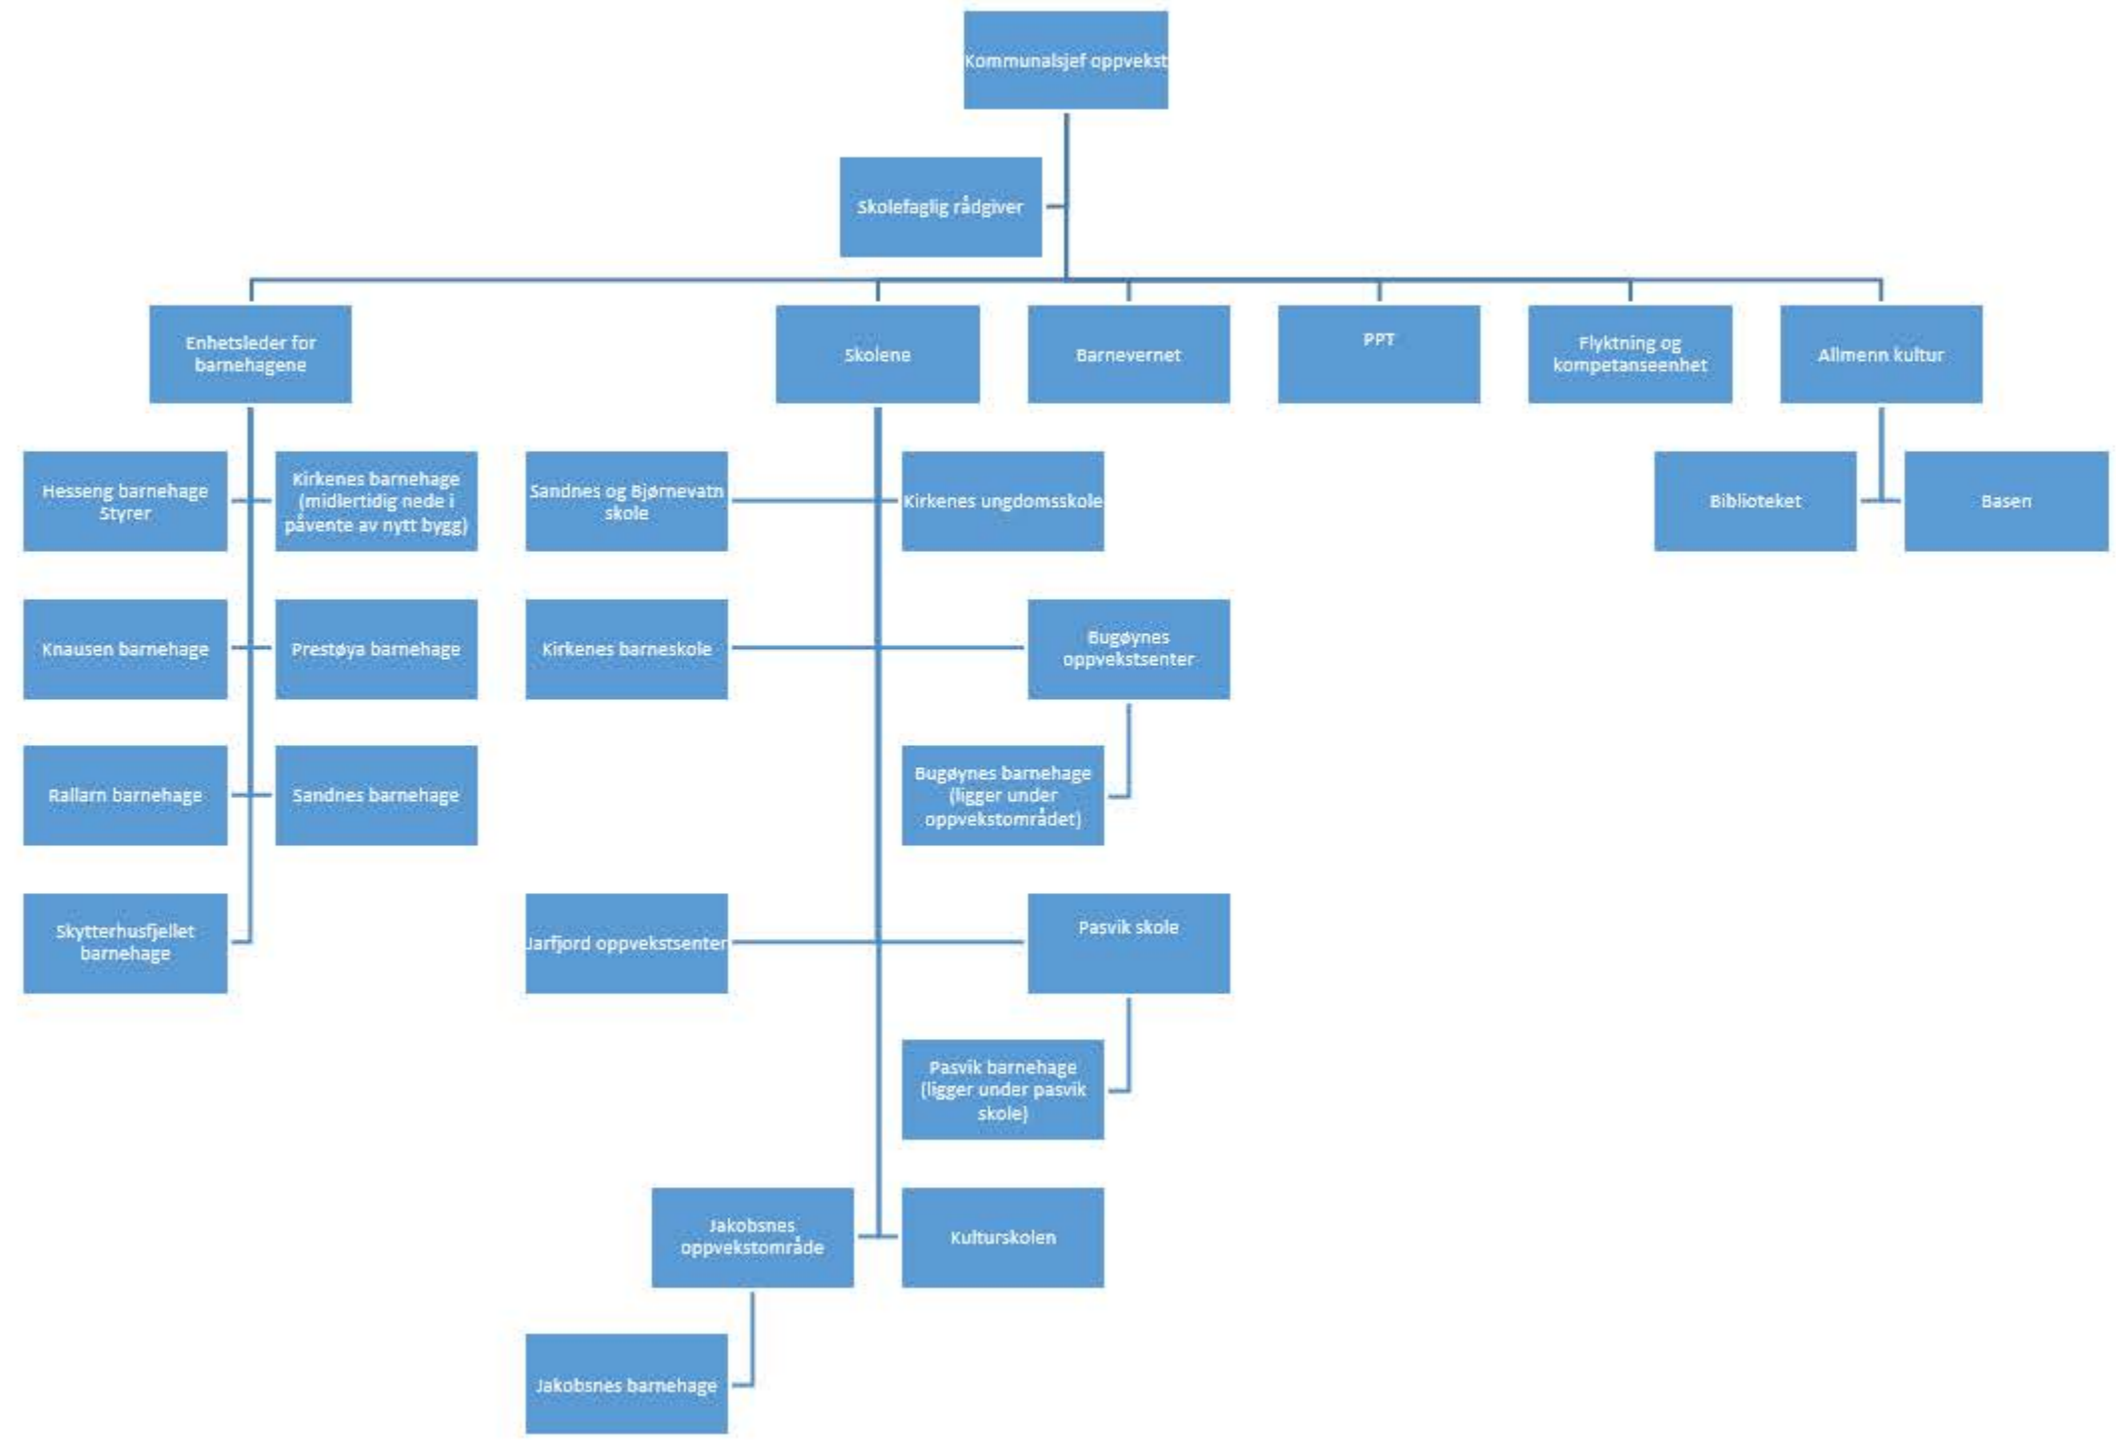 Kommunalsjef oppvekst
Skolefaglig rådgiver
Enhetsleder for
barnehagene
Skolene
Barnevernet
PPT
Flyktning og
kompetanseenhet
Allmenn kultur
Hesseng barnehage
Styrer
Kirkenes barnehage
(midlertidig nede i
påvente av nytt bygg)
Sandnes og Bjørnevatn
skole
Kirkenes ungdomsskole
Biblioteket
Basen
Knausen barnehage
Prestøya barnehage
Kirkenes barneskole
Bugøynes
oppvekstsenter
Rallarn barnehage
Sandnes barnehage
Bugøynes barnehage
(ligger under
oppvekstområdet)
Skytterhusfjellet
barnehage
Jarfjord oppvekstsenter
Pasvik skole
Pasvik barnehage
(ligger under pasvik
skole)
Jakobsnes
oppvekstområde
Kulturskolen
Jakobsnes barnehage